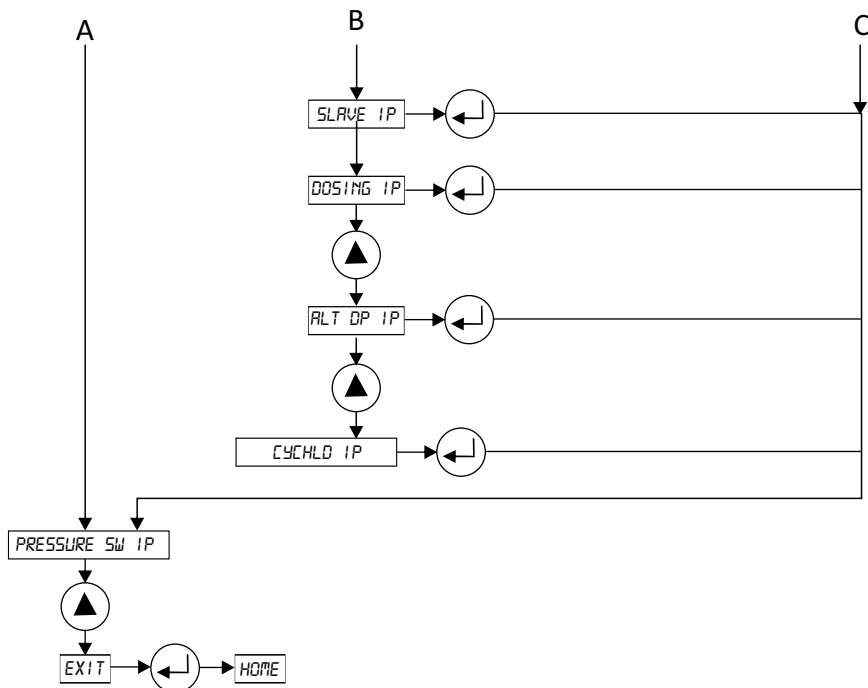 A
B
C
SLAVE IP
DOSING IP
ALT DP IP
CYCHLD IP
PRESSURE SW IP
EXIT
HOME